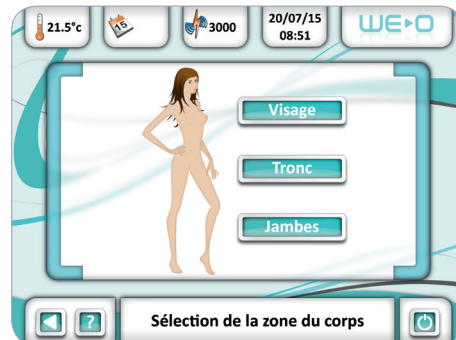 21.5°c
15
3000
20/07/15
08:51
WE▸O
Visage
Tronc
Jambes
?
Sélection de la zone du corps